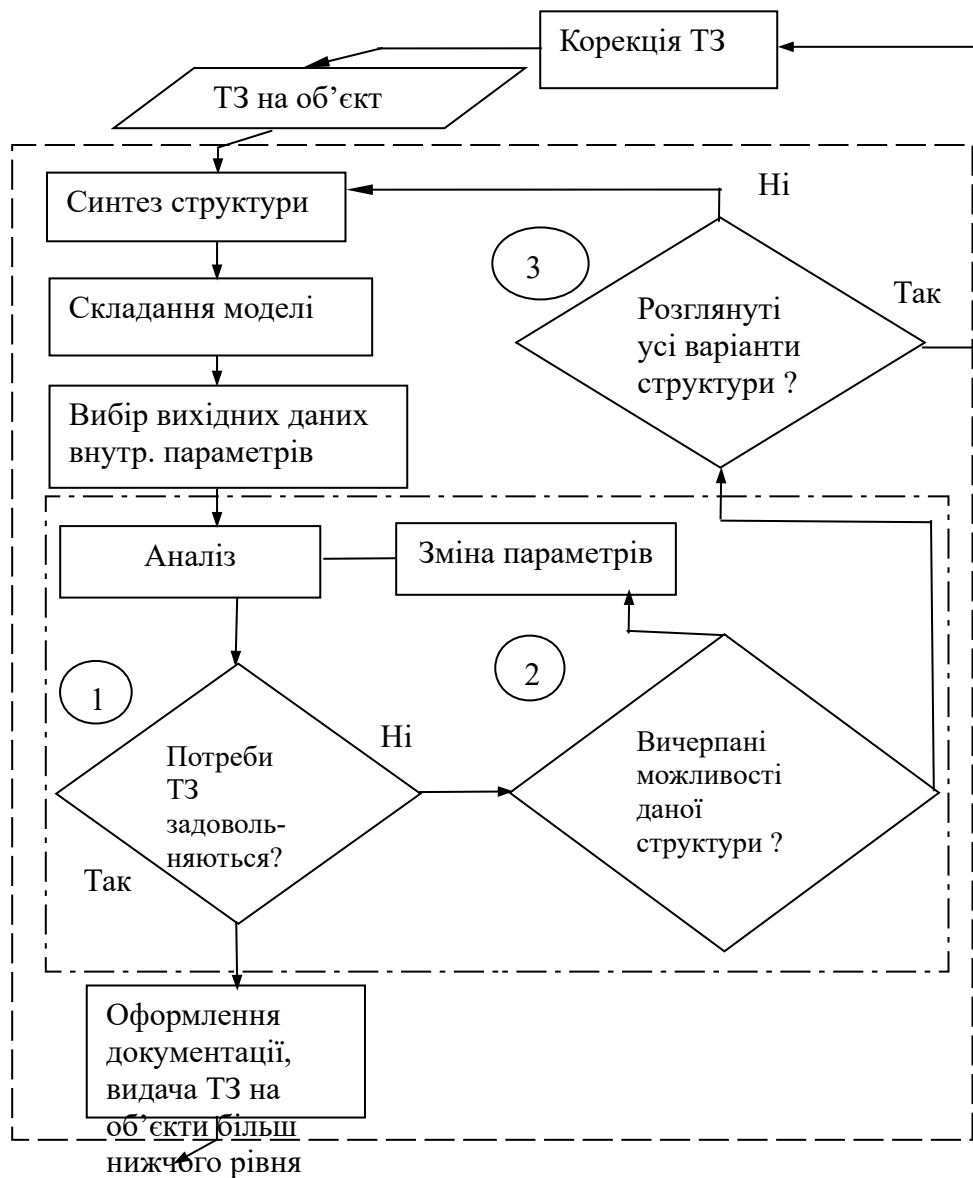 Корекція ТЗ
ТЗ на об’єкт
Синтез структури
Ні
3
Складання моделі
Так
Розглянуті
усі варіанти
структури ?
Вибір вихідних даних
внутр. параметрів
Аналіз
Зміна параметрів
1
2
Ні
Потреби
ТЗ
задоволь-
няються?
Вичерпані
можливості
даної
структури ?
Так
Оформлення
документації,
видача ТЗ на
об’єкти більш
нижчого рівня